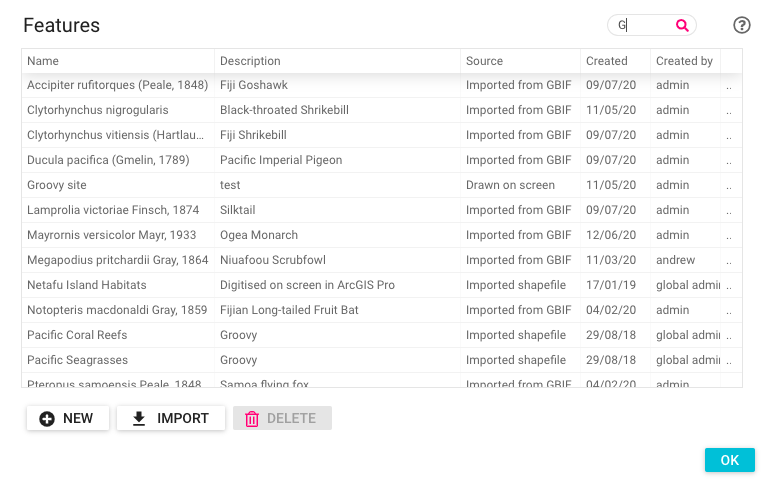 Features G
Name Description Source Created Created by
Accipiter rufitorques (Peale, 1848) Fiji Goshawk Imported from GBIF 09/07/20 admin ..
Clytorhynchus nigrogularis Black-throated Shrikebill Imported from GBIF 11/05/20 admin ..
Clytorhynchus vitiensis (Hartlau... Fiji Shrikebill Imported from GBIF 09/07/20 admin ..
Ducula pacifica (Gmelin, 1789) Pacific Imperial Pigeon Imported from GBIF 09/07/20 admin ..
Groovy site test Drawn on screen 11/05/20 admin ..
Lamprolia victoriae Finsch, 1874 Silktail Imported from GBIF 09/07/20 admin ..
Mayrornis versicolor Mayr, 1933 Ogea Monarch Imported from GBIF 12/06/20 admin ..
Megapodius pritchardii Gray, 1864 Niuafoou Scrubfowl Imported from GBIF 11/03/20 andrew ..
Netafu Island Habitats Digitised on screen in ArcGIS Pro Imported shapefile 17/01/19 global admi ..
Notopteris macdonaldi Gray, 1859 Fijian Long-tailed Fruit Bat Imported from GBIF 04/02/20 admin ..
Pacific Coral Reefs Groovy Imported shapefile 29/08/18 global admi ..
Pacific Seagrasses Groovy Imported shapefile 29/08/18 global admi ..
Pteropus samoensis Peale, 1848 Samoa flying fox Imported from GBIF 04/02/20 admin
NEW IMPORT DELETE
OK